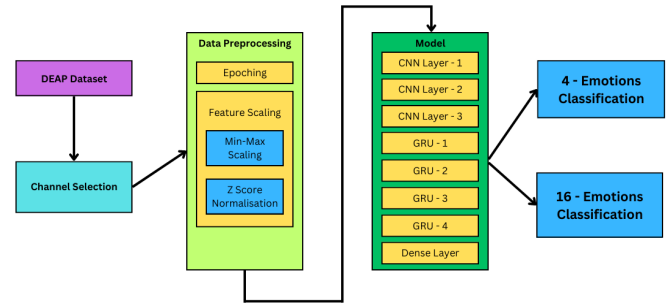 DEAP Dataset
Channel Selection
Data Preprocessing
Epoching
Feature Scaling
Min-Max
Scaling
Z Score
Normalisation
Model
CNN Layer - 1
CNN Layer - 2
CNN Layer - 3
GRU - 1
GRU - 2
GRU - 3
GRU - 4
Dense Layer
4 - Emotions
Classification
16 - Emotions
Classification